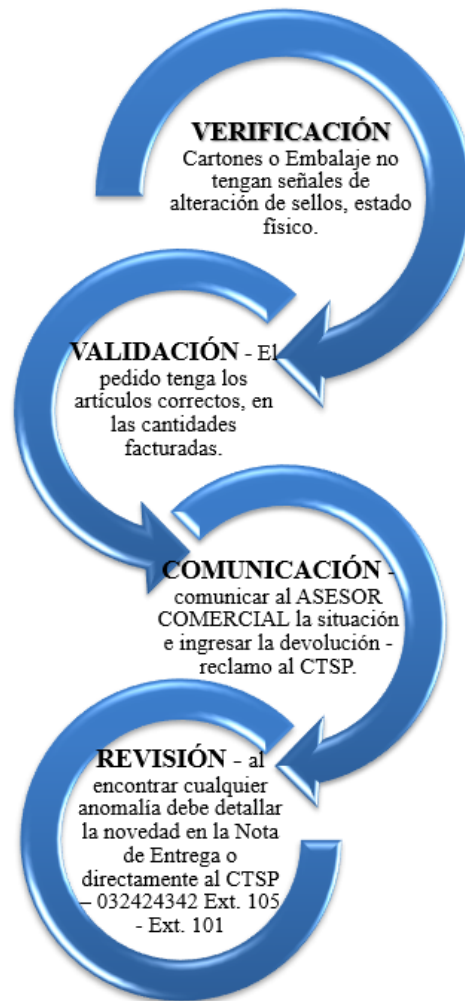 VERIFICACIÓN
Cartones o Embalaje no
tengan señales de
alteración de sellos, estado
físico.
VALIDACIÓN - El
pedido tenga los
artículos correctos, en
las cantidades
facturadas.
COMUNICACIÓN -
comunicar al ASESOR
COMERCIAL la situación
e ingresar la devolución -
reclamo al CTSP.
REVISIÓN - al
encontrar cualquier
anomalía debe detallar
la novedad en la Nota
de Entrega o
directamente al CTSP
– 032424342 Ext. 105
- Ext. 101